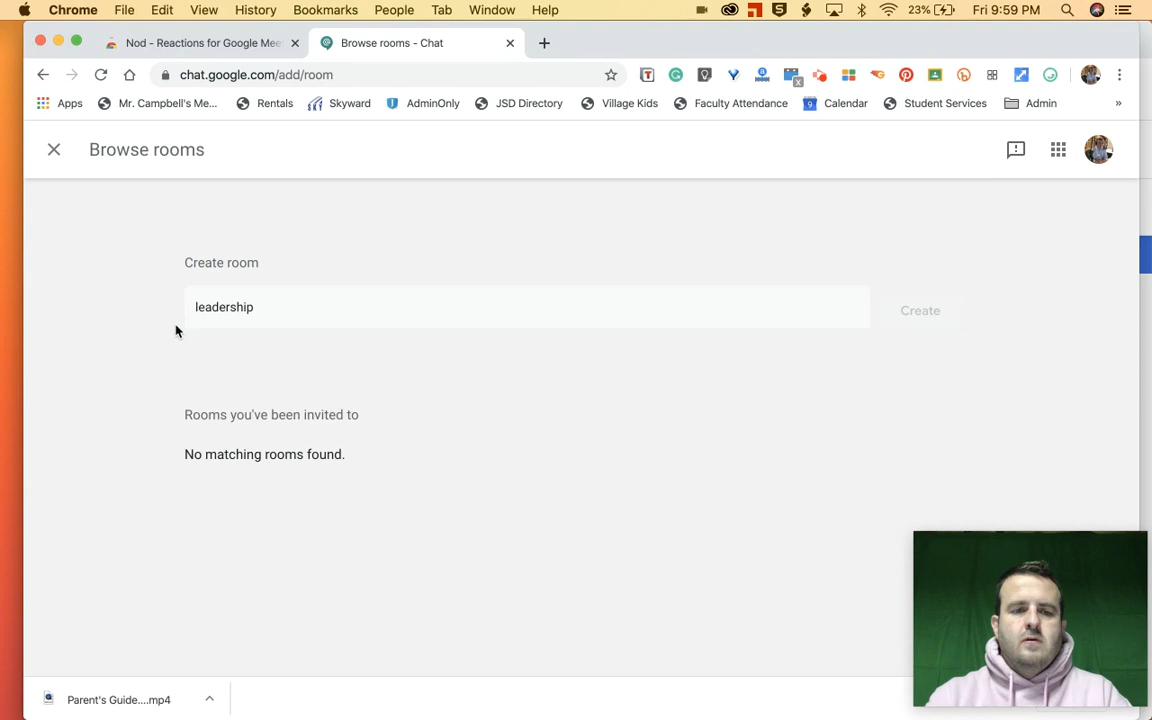 Chrome File Edit View History Bookmarks People Tab Window Help 23% Fri 9:59 PM
Nod - Reactions for Google Mee Browse rooms - Chat
chat.google.com/add/room
Apps Mr. Campbell's Me... Rentals Skyward AdminOnly JSD Directory Village Kids Faculty Attendance Calendar Student Services Admin »
Browse rooms
Create room
leadership
Create
Rooms you've been invited to
No matching rooms found.
Parent's Guide....mp4